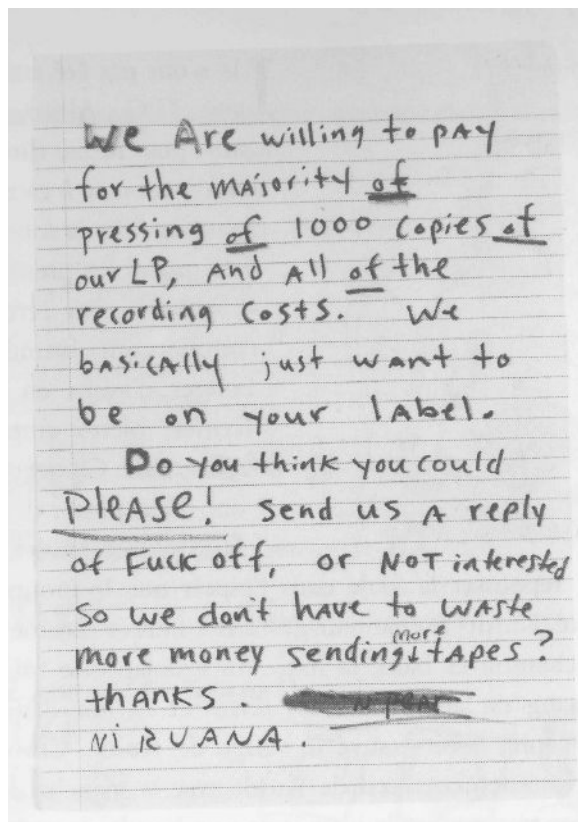 We Are willing to pAy
for the mAjority of
pressing of 1000 copies of
our LP, And All of the
recording costs. We
bAsicAlly just wAnt to
be on your lAbel.
Do you think you could
PleAse! send us A reply
of Fuck off, or NOT interested
so we don't hAve to wAste
more money sending more tApes?
thAnks.
NiRVANA.